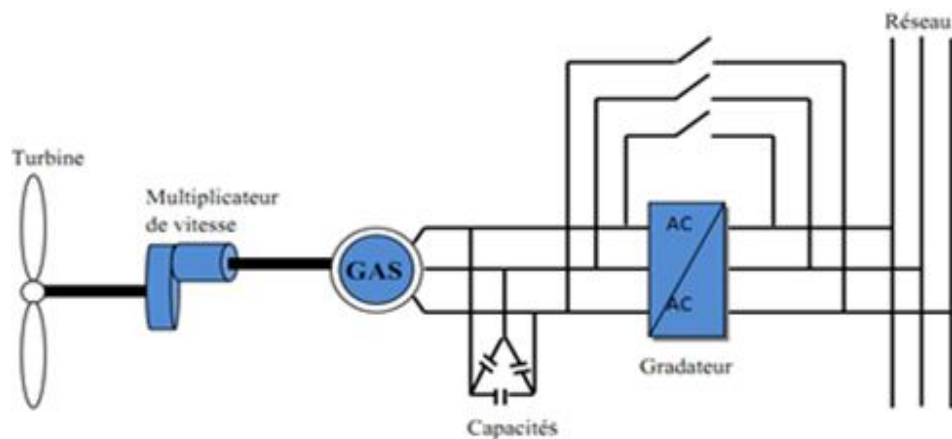 Réseau
Turbine
Multiplicateur
de vitesse
GAS
AC
AC
Gradateur
Capacités